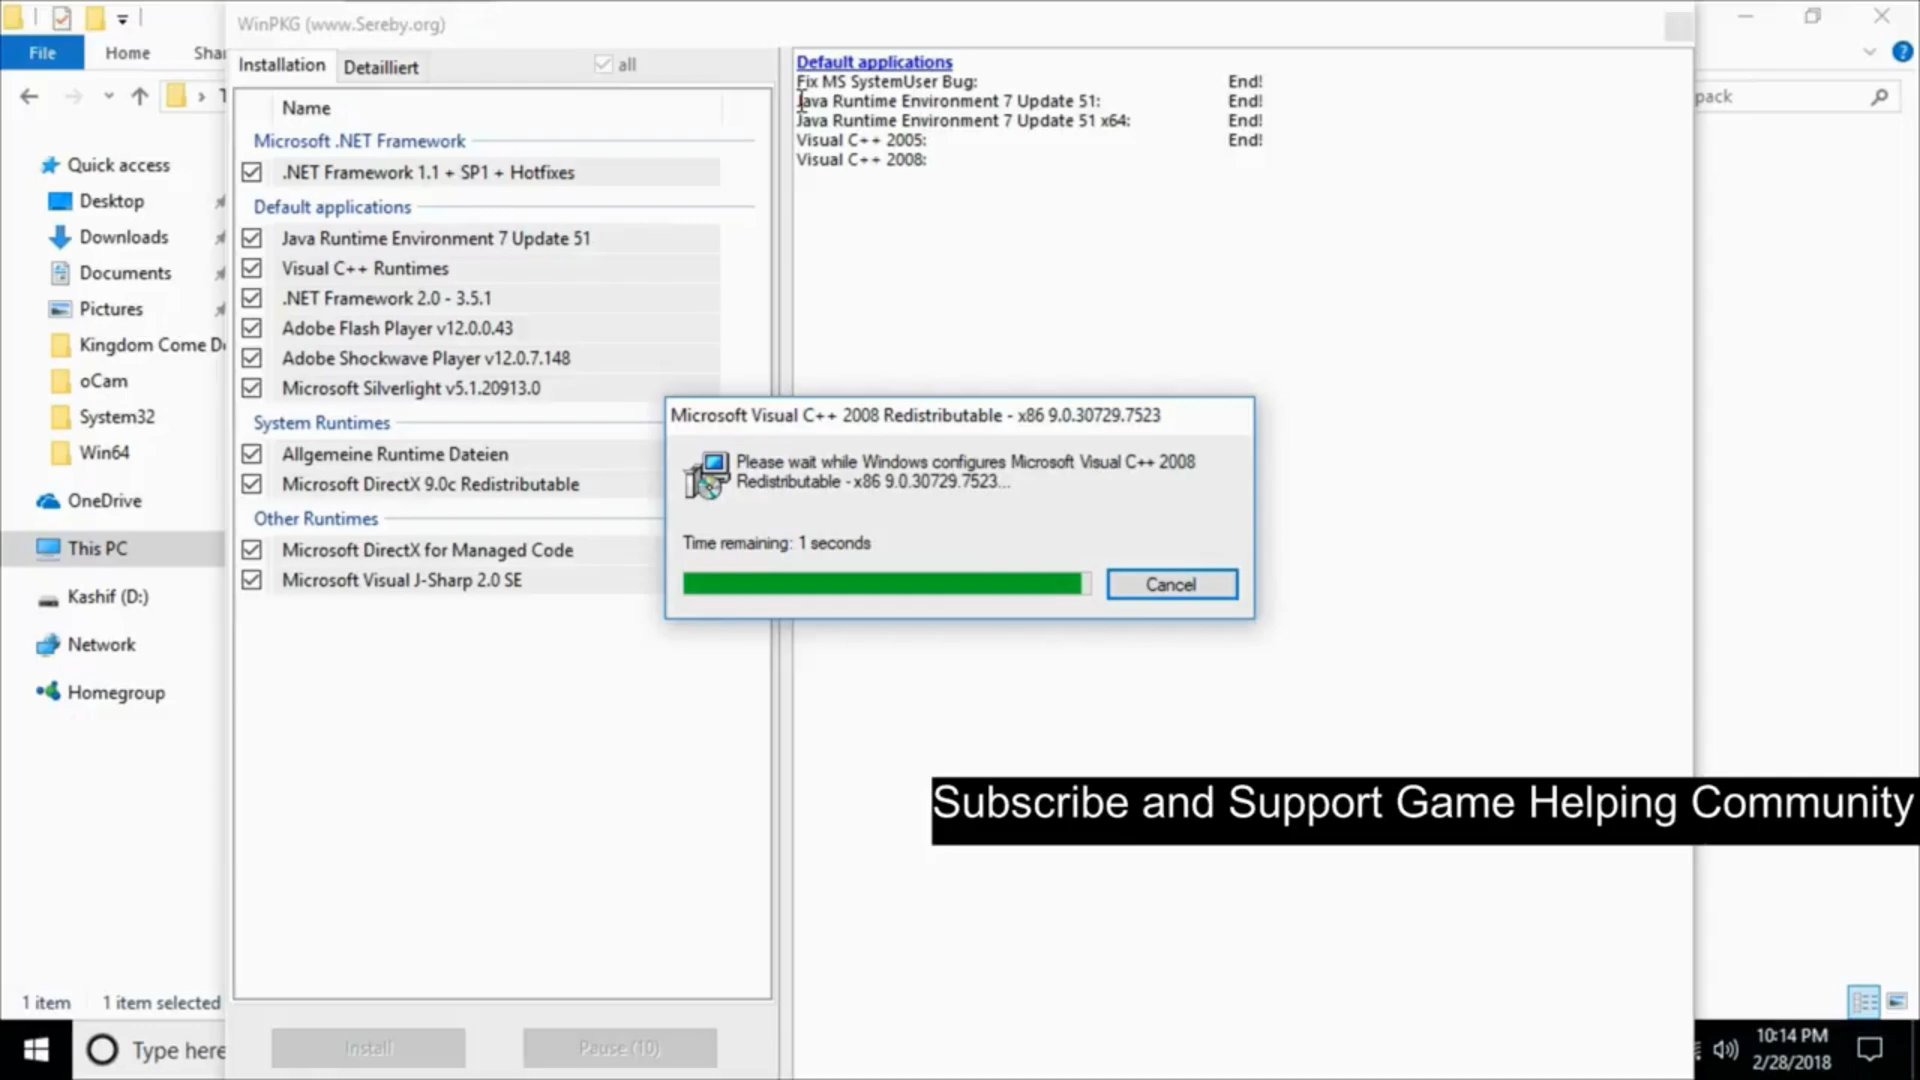 WinPKG (www.Sereby.org)
File
Home
Installation
Detailliert
all
Name
Microsoft .NET Framework
.NET Framework 1.1 + SP1 + Hotfixes
Default applications
Java Runtime Environment 7 Update 51
Visual C++ Runtimes
.NET Framework 2.0 - 3.5.1
Adobe Flash Player v12.0.0.43
Adobe Shockwave Player v12.0.7.148
Microsoft Silverlight v5.1.20913.0
System Runtimes
Allgemeine Runtime Dateien
Microsoft DirectX 9.0c Redistributable
Other Runtimes
Microsoft DirectX for Managed Code
Microsoft Visual J-Sharp 2.0 SE
Install
Pause (10)
Default applications
Fix MS SystemUser Bug: End!
Java Runtime Environment 7 Update 51: End!
Java Runtime Environment 7 Update 51 x64: End!
Visual C++ 2005: End!
Visual C++ 2008:
pack
Quick access
Desktop
Downloads
Documents
Pictures
Kingdom Come D
oCam
System32
Win64
OneDrive
This PC
Kashif (D:)
Network
Homegroup
1 item 1 item selected
Microsoft Visual C++ 2008 Redistributable - x86 9.0.30729.7523
Please wait while Windows configures Microsoft Visual C++ 2008
Redistributable - x86 9.0.30729.7523...
Time remaining: 1 seconds
Cancel
Subscribe and Support Game Helping Community
Type here
10:14 PM
2/28/2018